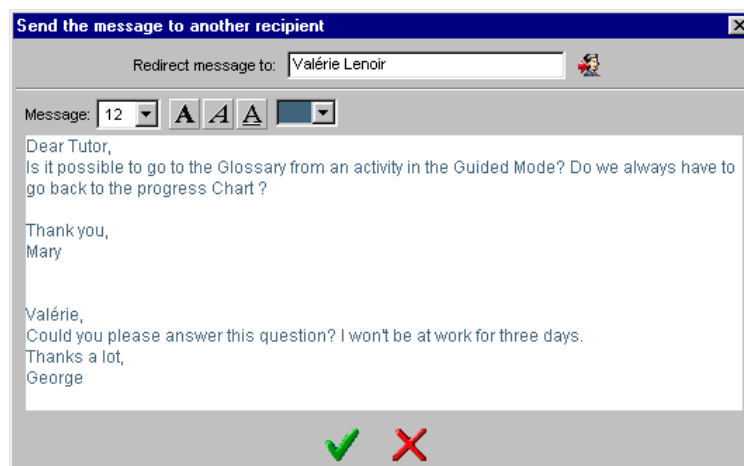 Send the message to another recipient
Redirect message to: Valérie Lenoir
Message: 12 A A A
Dear Tutor,
Is it possible to go to the Glossary from an activity in the Guided Mode? Do we always have to
go back to the progress Chart ?
Thank you,
Mary
Valérie,
Could you please answer this question? I won't be at work for three days.
Thanks a lot,
George